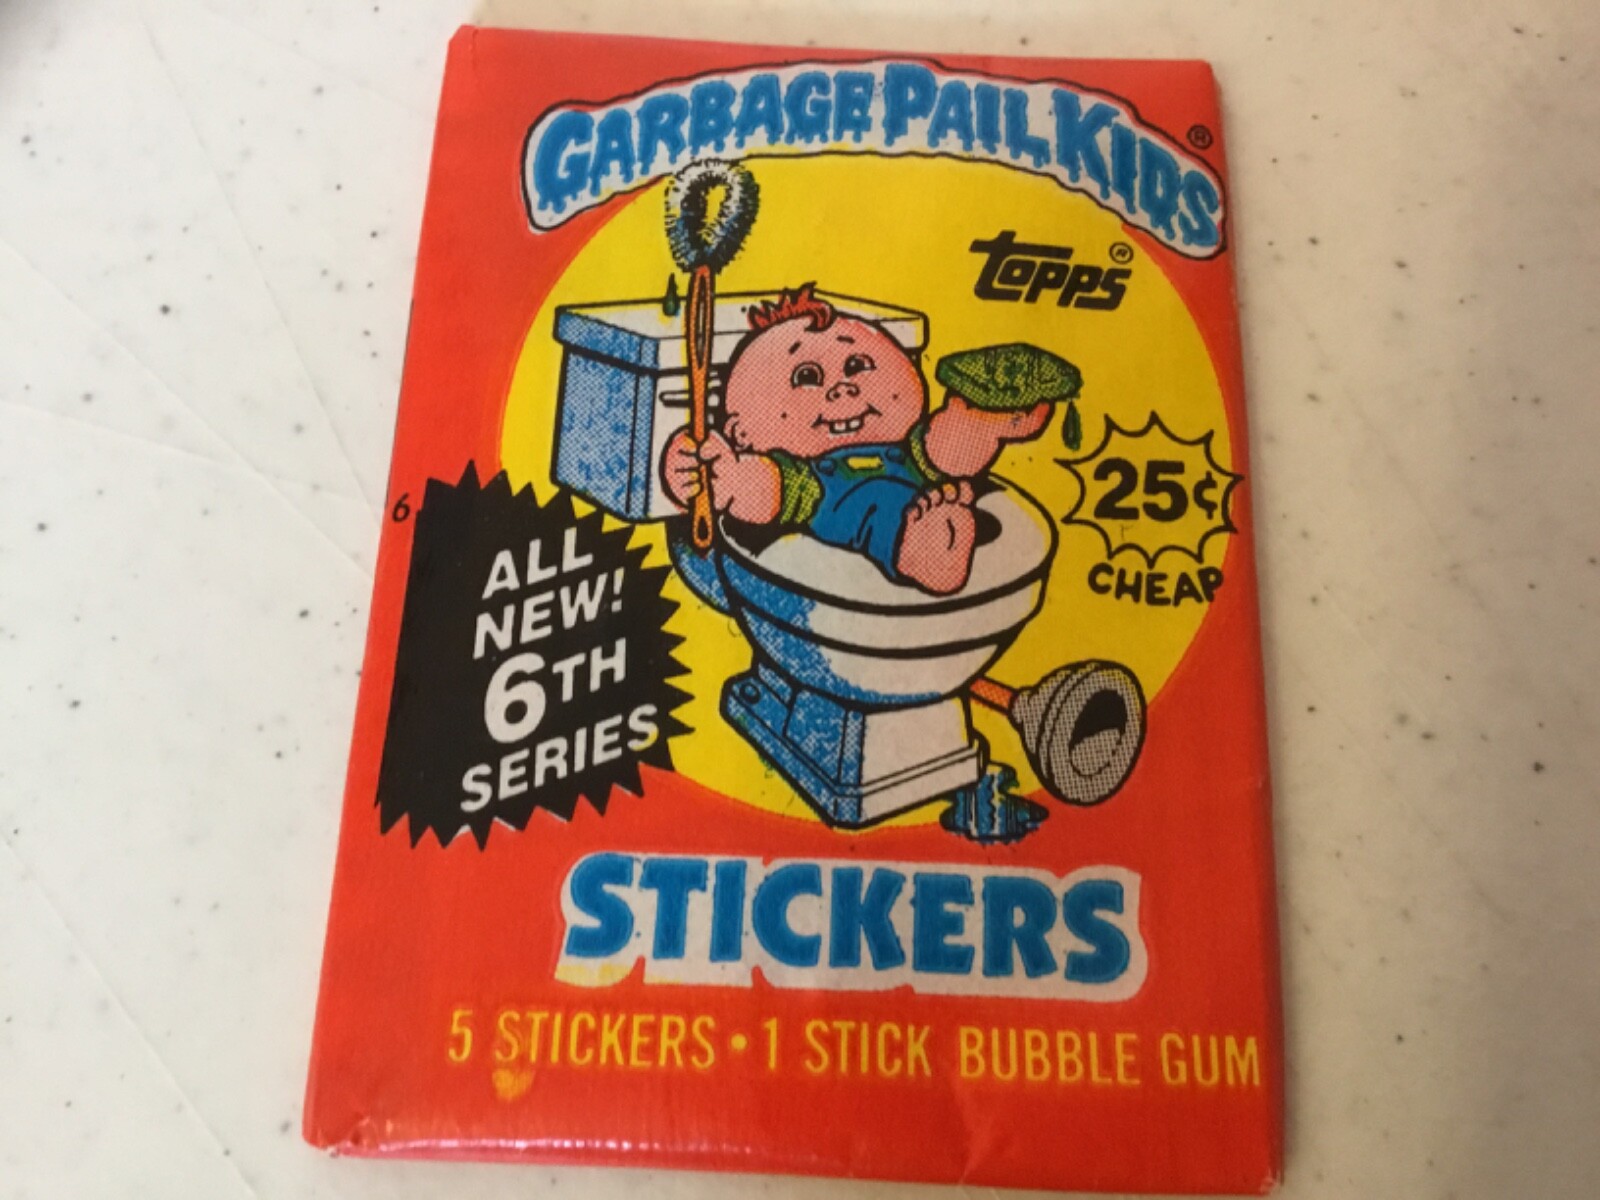 GARBAGE PAIL KIDS®
topps®
25¢
CHEAP
6
ALL
NEW!
6TH
SERIES
STICKERS
5 STICKERS • 1 STICK BUBBLE GUM